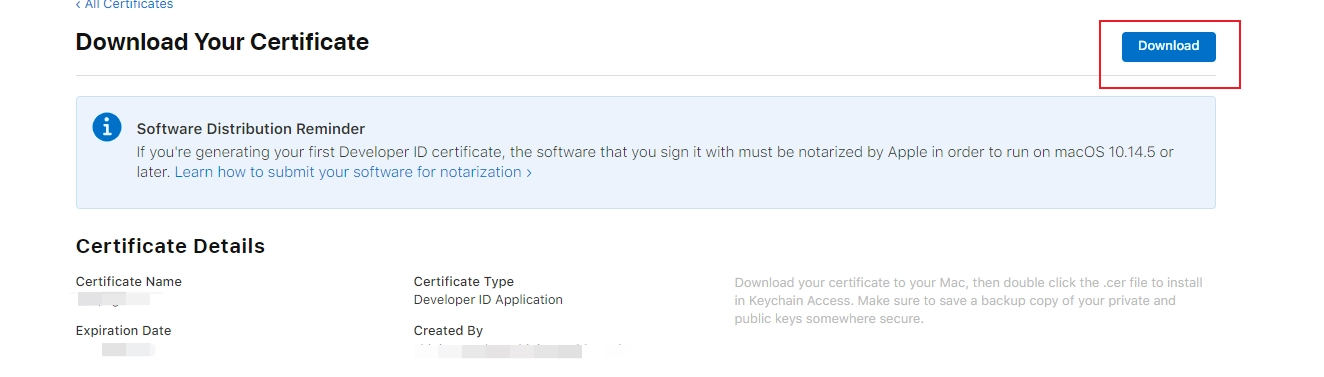 ‹ All Certificates
Download Your Certificate
Download
Software Distribution Reminder
If you're generating your first Developer ID certificate, the software that you sign it with must be notarized by Apple in order to run on macOS 10.14.5 or
later. Learn how to submit your software for notarization ›
Certificate Details
Certificate Name
Certificate Type
Developer ID Application
Download your certificate to your Mac, then double click the .cer file to install
in Keychain Access. Make sure to save a backup copy of your private and
public keys somewhere secure.
Expiration Date
Created By